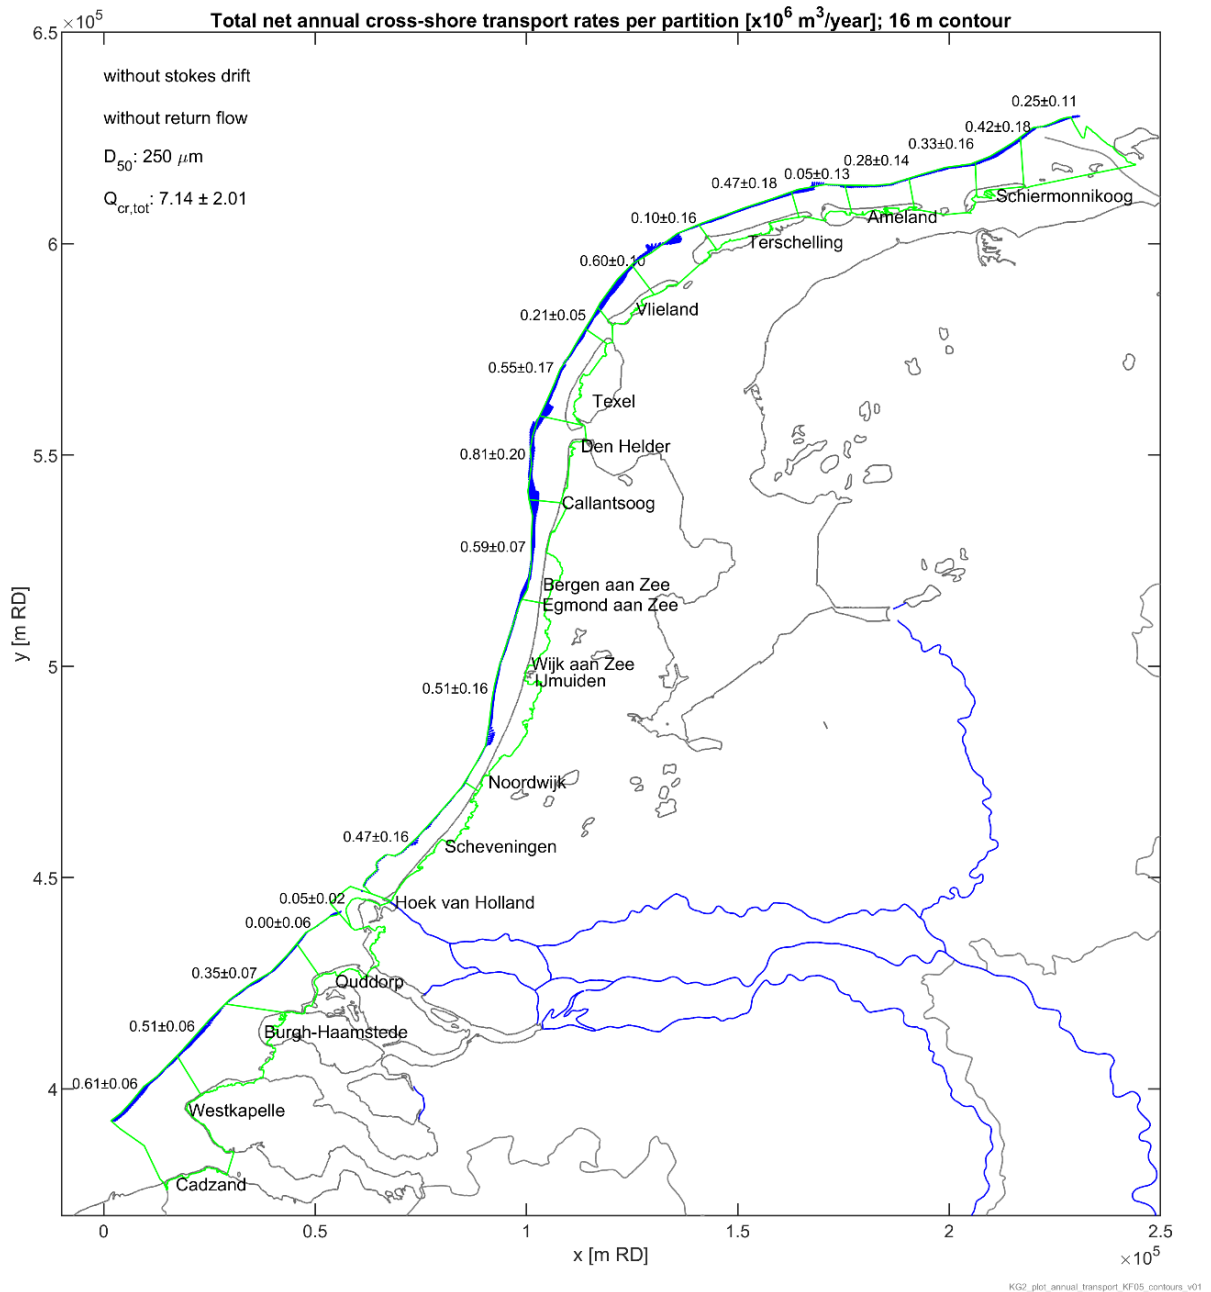 Total net annual cross-shore transport rates per partition [x10⁶ m³/year]; 16 m contour
×10⁵
6.5
6
5.5
5
4.5
4
y [m RD]
without stokes drift
without return flow
D₅₀: 250 μm
Q_cr,tot: 7.14 ± 2.01
0.25±0.11
0.42±0.18
0.33±0.16
0.28±0.14
0.05±0.13
0.47±0.18
0.10±0.16
0.60±0.10
0.21±0.05
0.55±0.17
0.81±0.20
0.59±0.07
0.51±0.16
0.47±0.16
0.05±0.02
0.00±0.06
0.35±0.07
0.51±0.06
0.61±0.06
Schiermonnikoog
Ameland
Terschelling
Vlieland
Texel
Den Helder
Callantsoog
Bergen aan Zee
Egmond aan Zee
Wijk aan Zee
IJmuiden
Noordwijk
Scheveningen
Hoek van Holland
Ouddorp
Burgh-Haamstede
Westkapelle
Cadzand
0
0.5
1
1.5
2
2.5
x [m RD]
×10⁵
KG2_plot_annual_transport_KF05_contours_v01